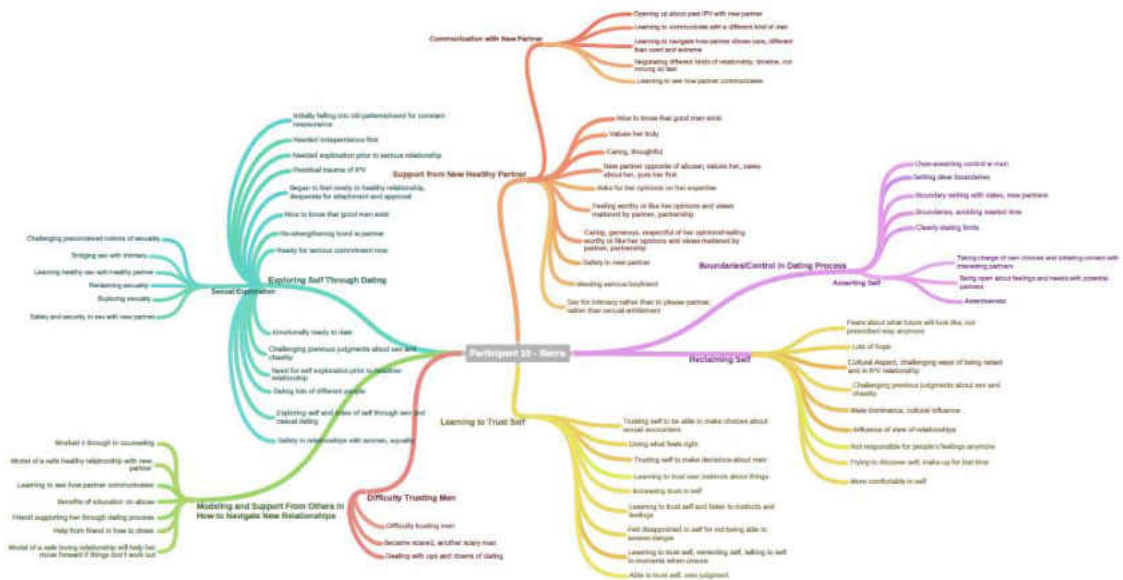 Communication with New Partner
Opening up about past IPV with new partner
Learning to communicate with a different kind of man
Learning to navigate how partner shows care, different
than overt and extreme
Negotiating different kinds of relationship, timeline, not
moving so fast
Learning to see how partner communicates
Support from New Healthy Partner
Nice to know that good men exist
Values her truly
Caring, thoughtful
New partner opposite of abuse; values her, cares
about her, puts her first
Asks for her opinions on her expertise
Feeling worthy or like her opinions and views
mattered by partner, partnership
Caring, generous, respectful of her opinions/feeling
worthy or like her opinions and views mattered by
partner, partnership
Safety in new partner
Meeting serious boyfriend
Sex for intimacy rather than to please partner,
rather than sexual entitlement
Initially falling into old patterns/need for constant
reassurance
Needed independence first
Needed exploration prior to serious relationship
Residual trauma of IPV
Began to feel lonely in healthy relationship,
desperate for attachment and approval
Nice to know that good men exist
Re-strengthening bond w partner
Ready for serious commitment now
Exploring Self Through Dating
Challenging preconceived notions of sexuality
Bridging sex with intimacy
Learning healthy sex with healthy partner
Reclaiming sexuality
Exploring sexuality
Safety and security in sex with new partner
Sexual Exploration
Emotionally ready to date
Challenging previous judgments about sex and
chastity
Need for self exploration prior to
relationship
Dating lots of different people
Exploring self and sides of self through sex and
casual dating
Safety in relationships with women, equality
Participant 10 - Sierra
Boundaries/Control in Dating Process
Over-asserting control w men
Setting clear boundaries
Boundary setting with dates, new partners
Boundaries, avoiding wasted time
Clearly stating limits
Asserting Self
Taking charge of own choices and initiating contact with
interesting partners
Being open about feelings and needs with potential
partners
Assertiveness
Reclaiming Self
Fears about what future will look like, not
prescribed way anymore
Lots of hope
Cultural Aspect, challenging ways of being raised
and in IPV relationship
Challenging previous judgments about sex and
chastity
Male dominance, cultural influence
Influence of view of relationships
Not responsible for people's feelings anymore
Trying to discover self, make up for lost time
More comfortable in self
Learning to Trust Self
Trusting self to be able to make choices about
sexual encounters
Doing what feels right
Trusting self to make decisions about men
Learning to trust own instincts about things
Increasing trust in self
Learning to trust self and listen to instincts and
feelings
Felt disappointed in self for not being able to
assess danger
Learning to trust self, reminding self, talking to self
in moments when unsure
Able to trust self, own judgment
Difficulty Trusting Men
Difficulty trusting men
Became scared, another scary man
Dealing with ups and downs of dating
Modeling and Support From Others in
How to Navigate New Relationships
Worked it through in counseling
Model of a safe healthy relationship with new
partner
Learning to see how partner communicates
Benefits of education on abuse
Friend supporting her through dating process
Help from friend in how to dress
Model of a safe loving relationship will help her
move forward if things don't work out